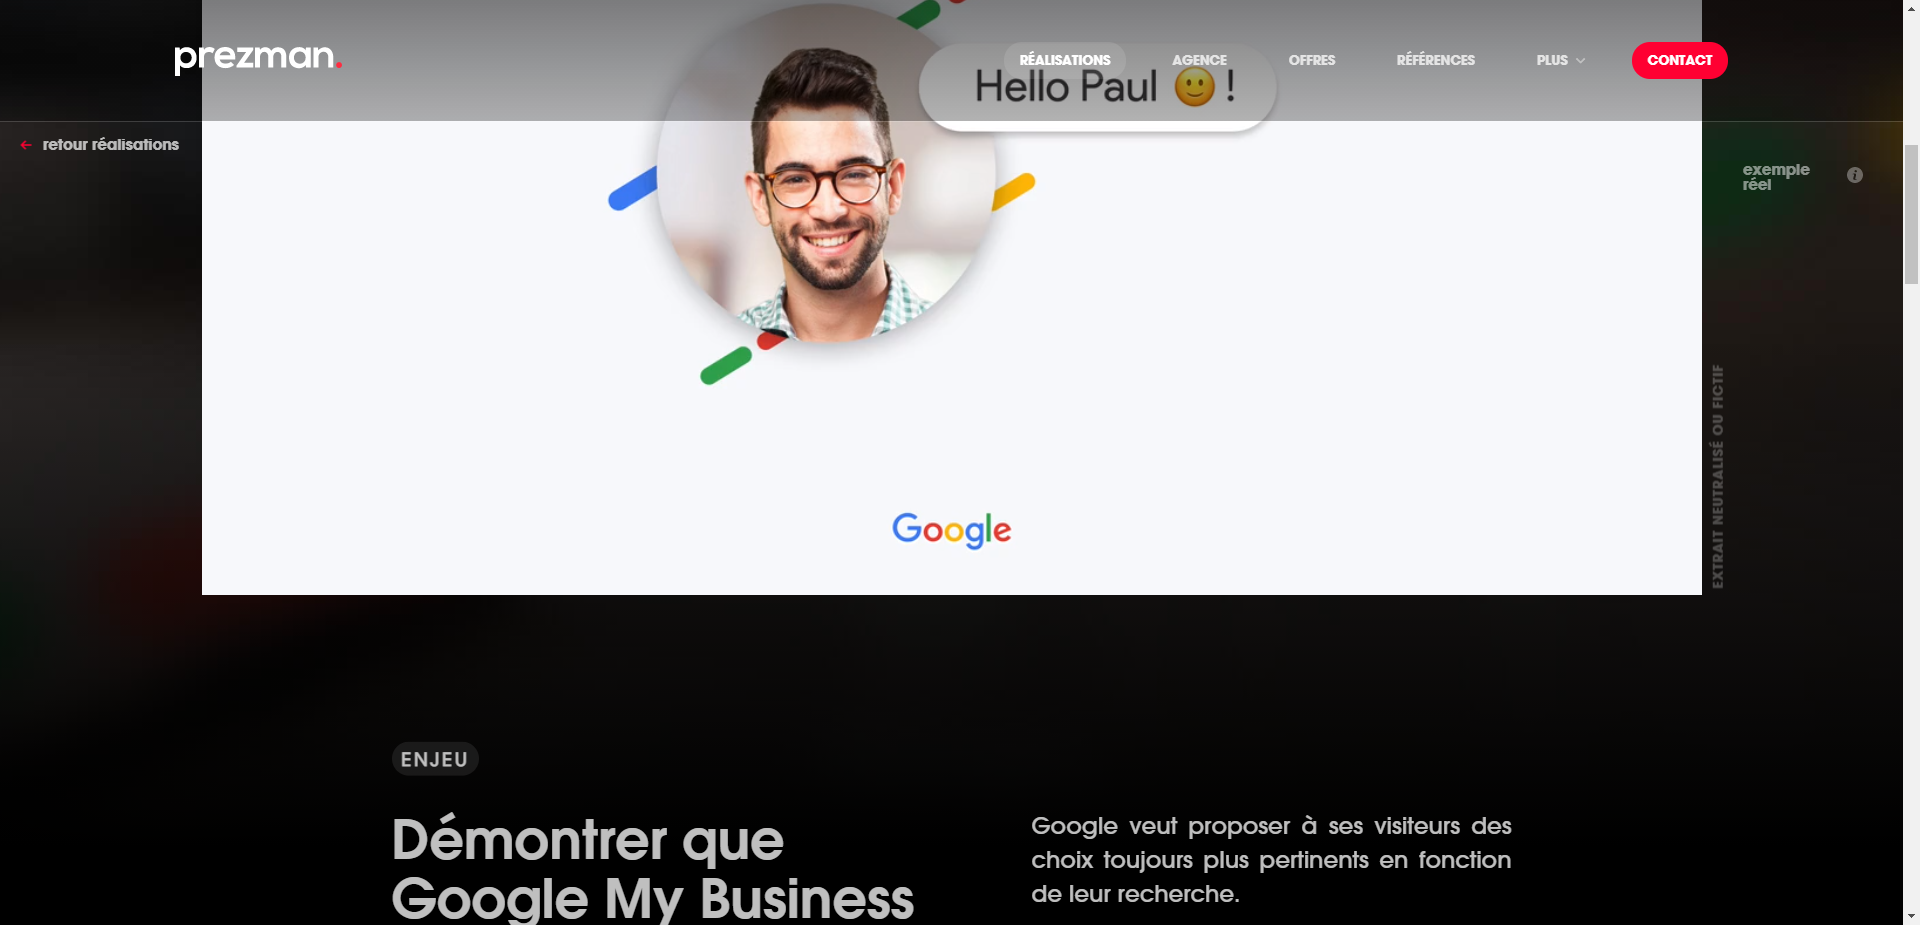 prezman.
RÉALISATIONS
AGENCE
OFFRES
RÉFÉRENCES
PLUS
CONTACT
Hello Paul 🙂 !
retour réalisations
exemple
réel
i
EXTRAIT NEUTRALISÉ OU FICTIF
Google
ENJEU
Démontrer que
Google My Business
Google veut proposer à ses visiteurs des
choix toujours plus pertinents en fonction
de leur recherche.